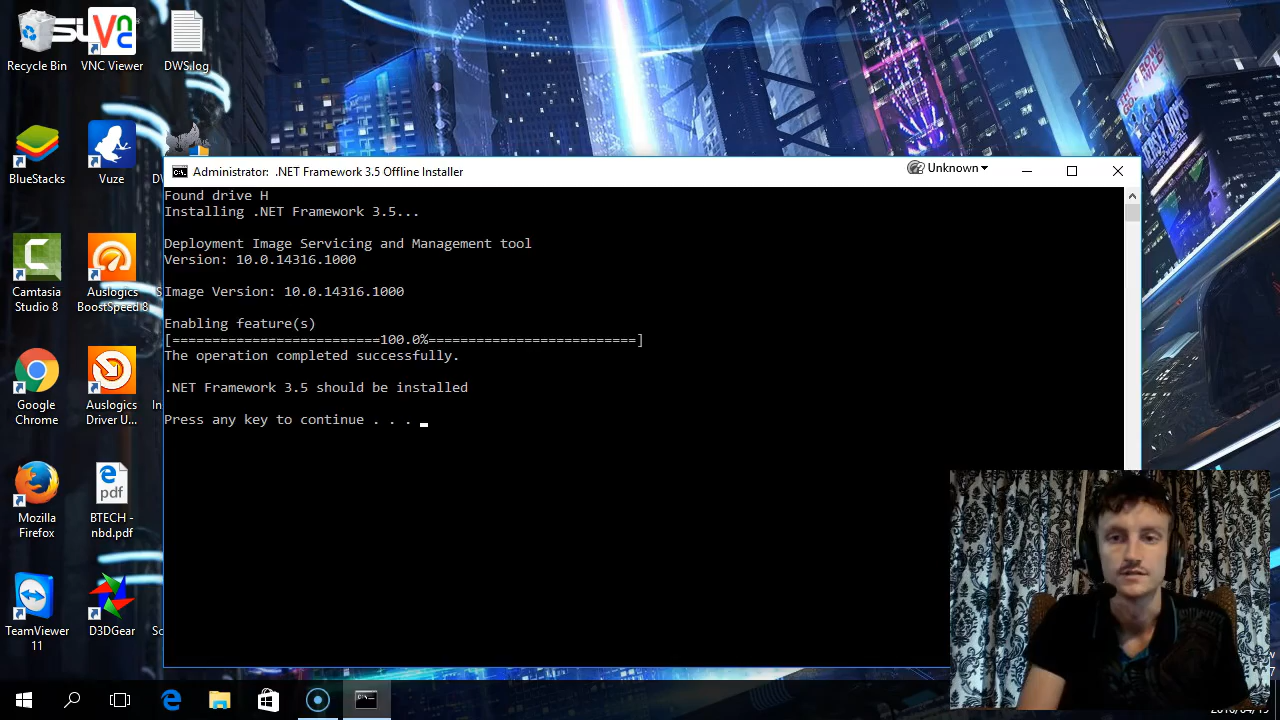 Recycle Bin
VNC Viewer
DWS.log
BlueStacks
Vuze
Camtasia
Studio 8
Auslogics
BoostSpeed 8
Google
Chrome
Auslogics
Driver U...
Mozilla
Firefox
pdf
BTECH -
nbd.pdf
TeamViewer
11
D3DGear
Administrator: .NET Framework 3.5 Offline Installer
Unknown
Found drive H
Installing .NET Framework 3.5...
Deployment Image Servicing and Management tool
Version: 10.0.14316.1000
Image Version: 10.0.14316.1000
Enabling feature(s)
[==========================100.0%==========================]
The operation completed successfully.
.NET Framework 3.5 should be installed
Press any key to continue . . .